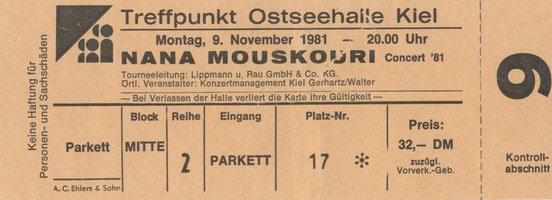 Treffpunkt Ostseehalle Kiel
Montag, 9. November 1981 — 20.00 Uhr
NANA MOUSKOURI Concert '81
Tourneeleitung: Lippmann u. Rau GmbH & Co. KG.
Örtl. Veranstalter: Konzertmanagement Kiel Gerhartz/Walter
— Bei Verlassen der Halle verliert die Karte ihre Gültigkeit —
Keine Haftung für
Personen- und Sachschäden
Parkett
Block
MITTE
Reihe
2
Eingang
PARKETT
Platz-Nr.
17 *
Preis:
32,— DM
zuzügl.
Vorverk.-Geb.
A. C. Ehlers & Sohn
9
Kontroll-
abschnitt